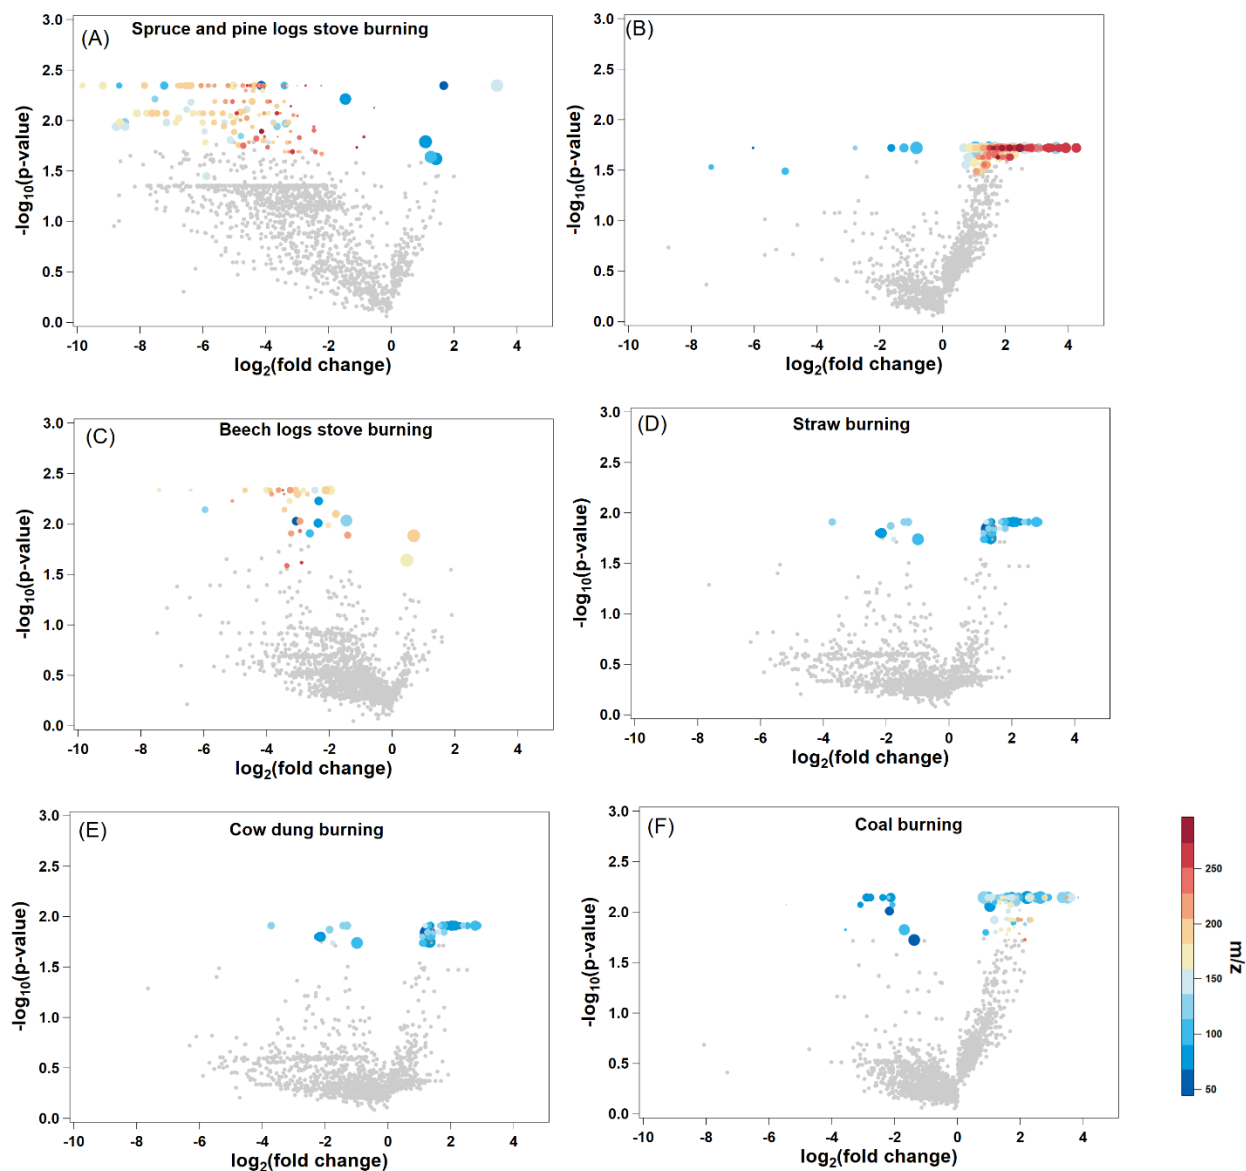 (A) Spruce and pine logs stove burning
3.0
2.5
2.0
1.5
1.0
0.5
0.0
-log10(p-value)
-10 -8 -6 -4 -2 0 2 4
log2(fold change)
(B)
3.0
2.5
2.0
1.5
1.0
0.5
0.0
-log10(p-value)
-10 -8 -6 -4 -2 0 2 4
log2(fold change)
(C) Beech logs stove burning
3.0
2.5
2.0
1.5
1.0
0.5
0.0
-log10(p-value)
-10 -8 -6 -4 -2 0 2 4
log2(fold change)
(D) Straw burning
3.0
2.5
2.0
1.5
1.0
0.5
0.0
-log10(p-value)
-10 -8 -6 -4 -2 0 2 4
log2(fold change)
(E) Cow dung burning
3.0
2.5
2.0
1.5
1.0
0.5
0.0
-log10(p-value)
-10 -8 -6 -4 -2 0 2 4
log2(fold change)
(F) Coal burning
3.0
2.5
2.0
1.5
1.0
0.5
0.0
-log10(p-value)
-10 -8 -6 -4 -2 0 2 4
log2(fold change)
250
200
150
100
50
m/z